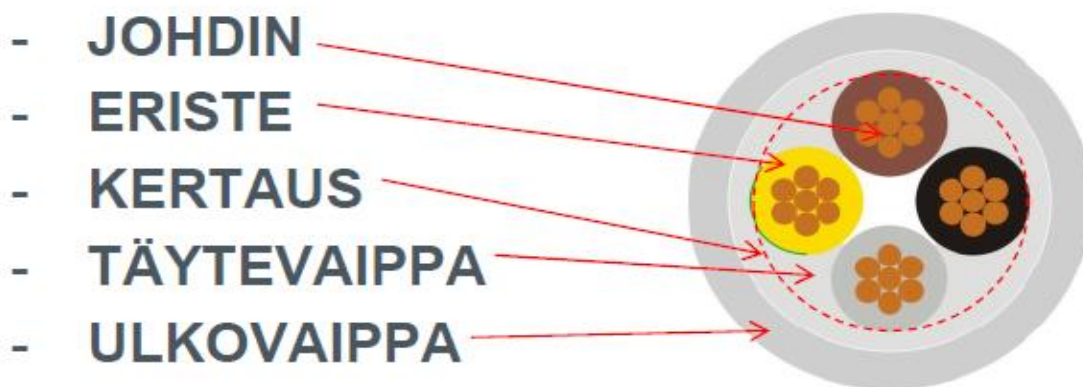 - JOHDIN
- ERISTE
- KERTAUS
- TÄYTEVAIPPA
- ULKOVAIPPA